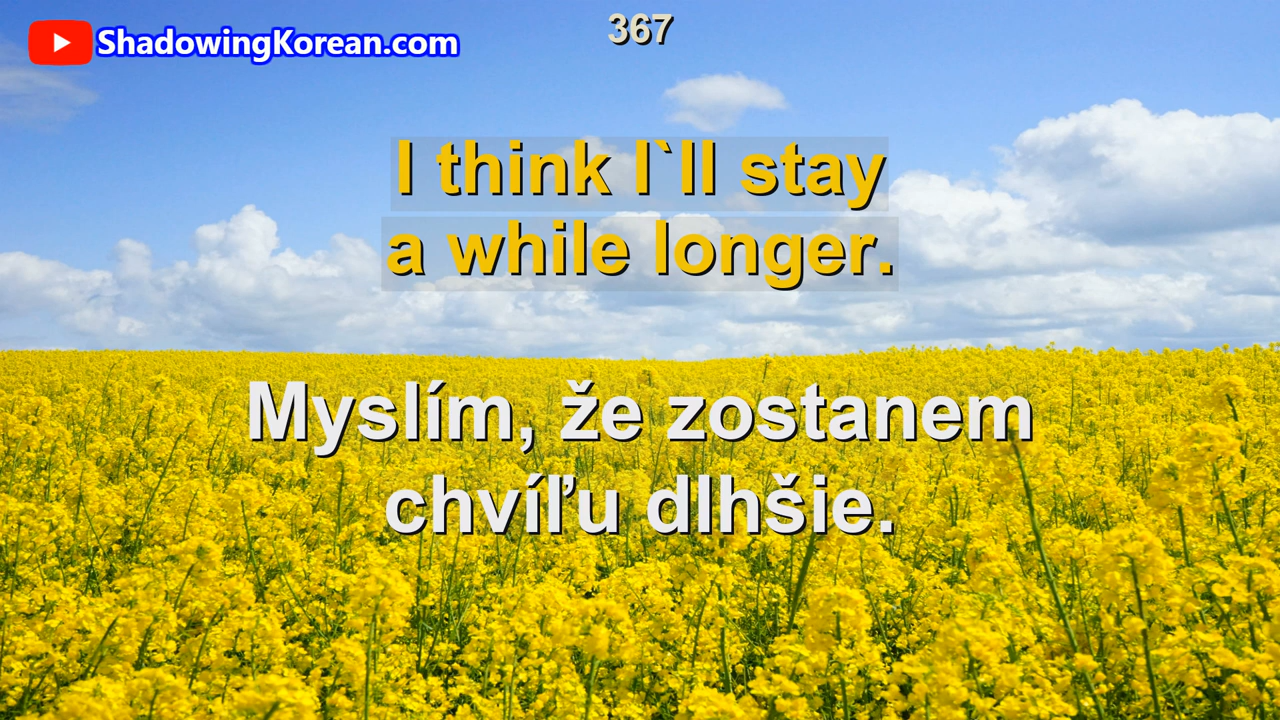 ShadowingKorean.com
367
I think I`ll stay
a while longer.
Myslím, že zostanem
chvíľu dlhšie.